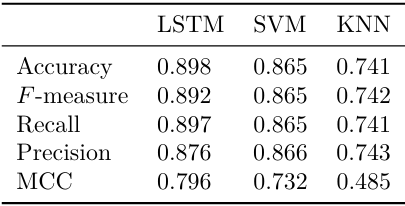 LSTM SVM KNN
Accuracy 0.898 0.865 0.741
F-measure 0.892 0.865 0.742
Recall 0.897 0.865 0.741
Precision 0.876 0.866 0.743
MCC 0.796 0.732 0.485